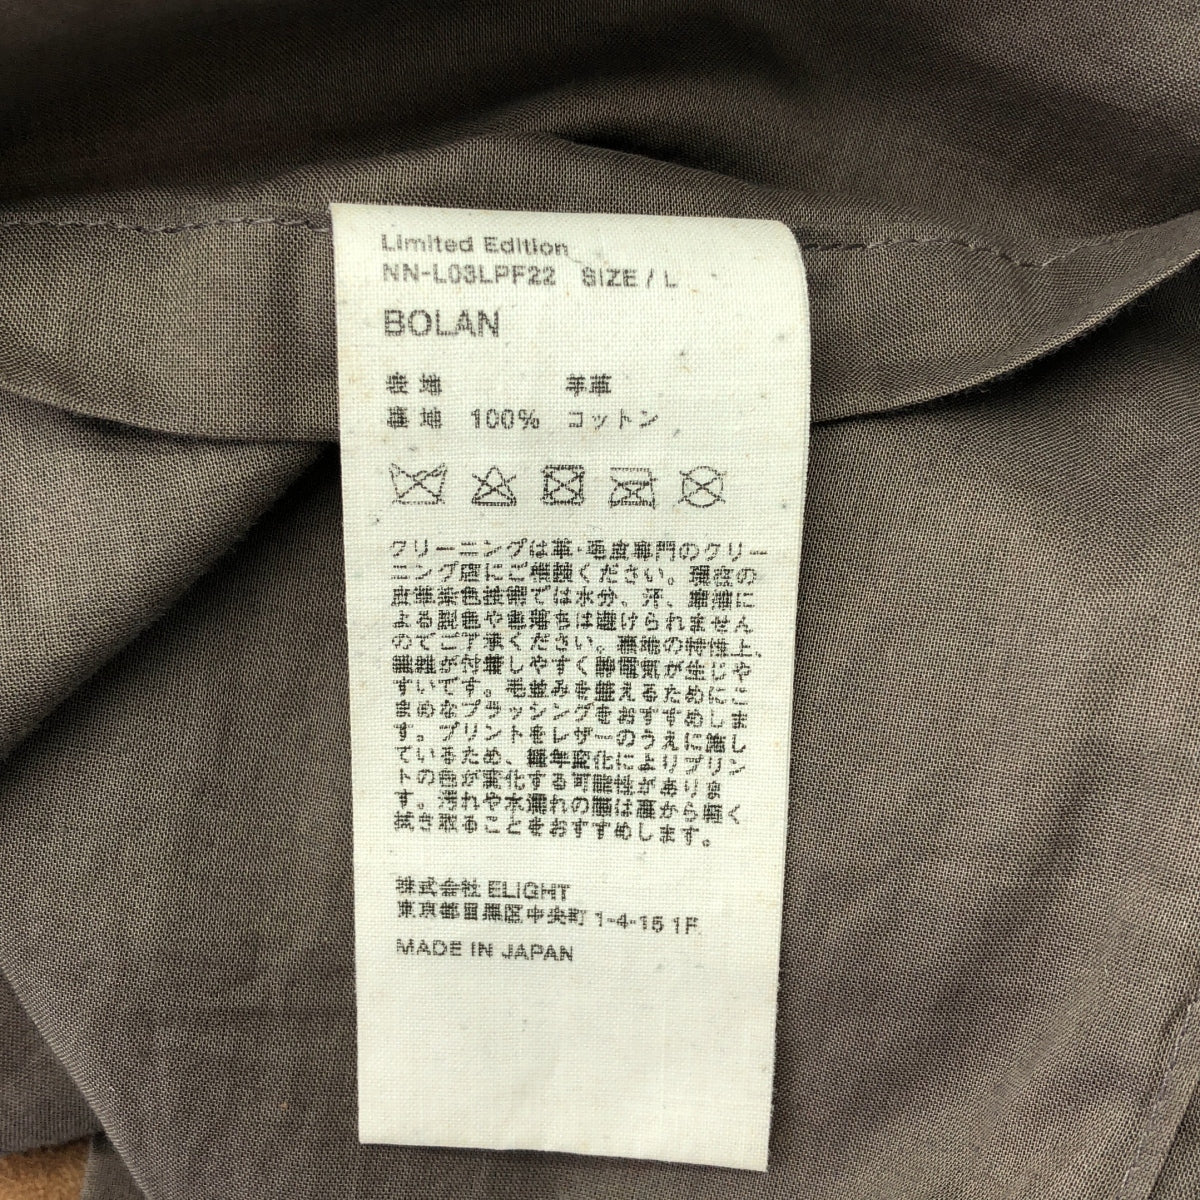 Limited Edition
NN-L03LPF22 SIZE / L
BOLAN
表地 羊革
裏地 100% コットン
クリーニングは革・毛皮専門のクリー
ニング店にご相談ください。現在の
皮革染色技術では水分、汗、摩擦に
よる脱色や色落ちは避けられません
のでご了承ください。裏地の特性上、
繊維が付着しやすく静電気が生じや
すいです。毛並みを整えるためにこ
まめなブラッシングをおすすめしま
す。プリントをレザーのうえに施し
ているため、経年変化によりプリン
トの色が変化する可能性がありま
す。汚れや水濡れの際は裏から軽く
拭き取ることをおすすめします。
株式会社 ELIGHT
東京都目黒区中央町 1-4-15 1F
MADE IN JAPAN